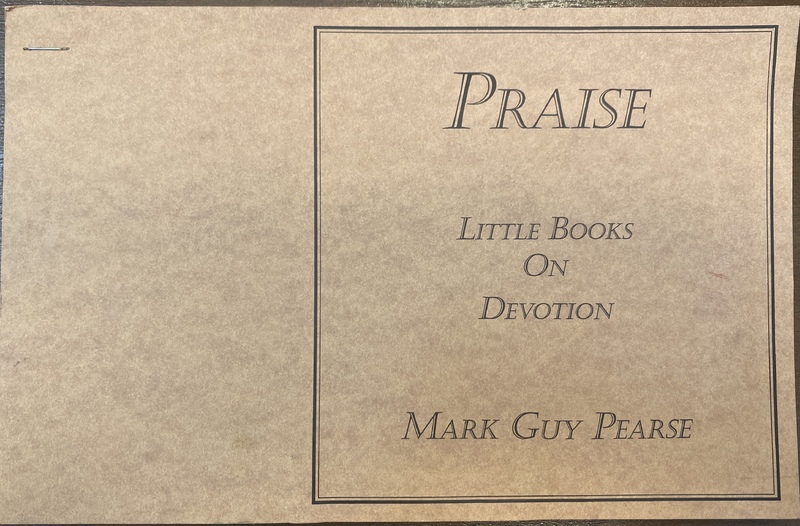 Praise
Little Books
On
Devotion
Mark Guy Pearse